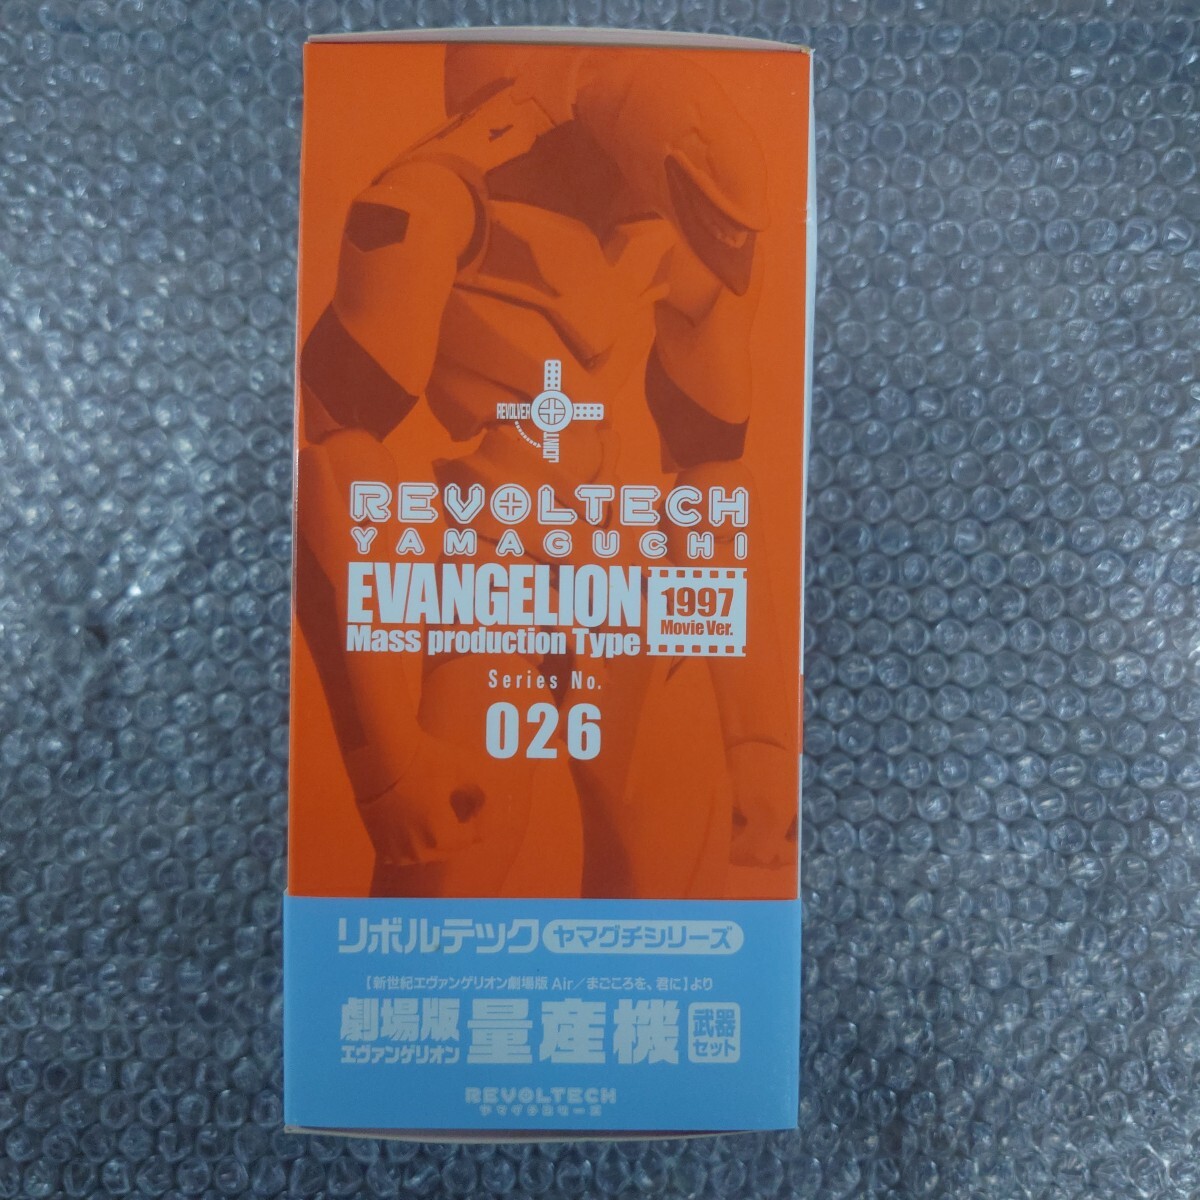 REVOLVER
JOINT
REVOLTECH
YAMAGUCHI
EVANGELION
Mass production Type
1997
Movie Ver.
Series No.
026
リボルテック ヤマグチシリーズ
【新世紀エヴァンゲリオン劇場版 Air／まごころを、君に】より
劇場版
エヴァンゲリオン
量産機
武器
セット
REVOLTECH
ヤマグチシリーズ